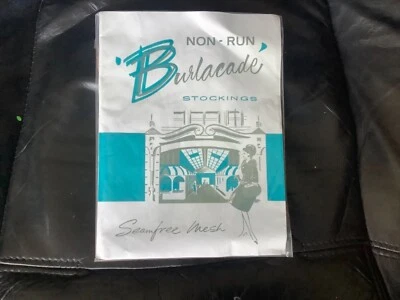 NON-RUN
'Burlacade'
STOCKINGS
Seamfree Mesh